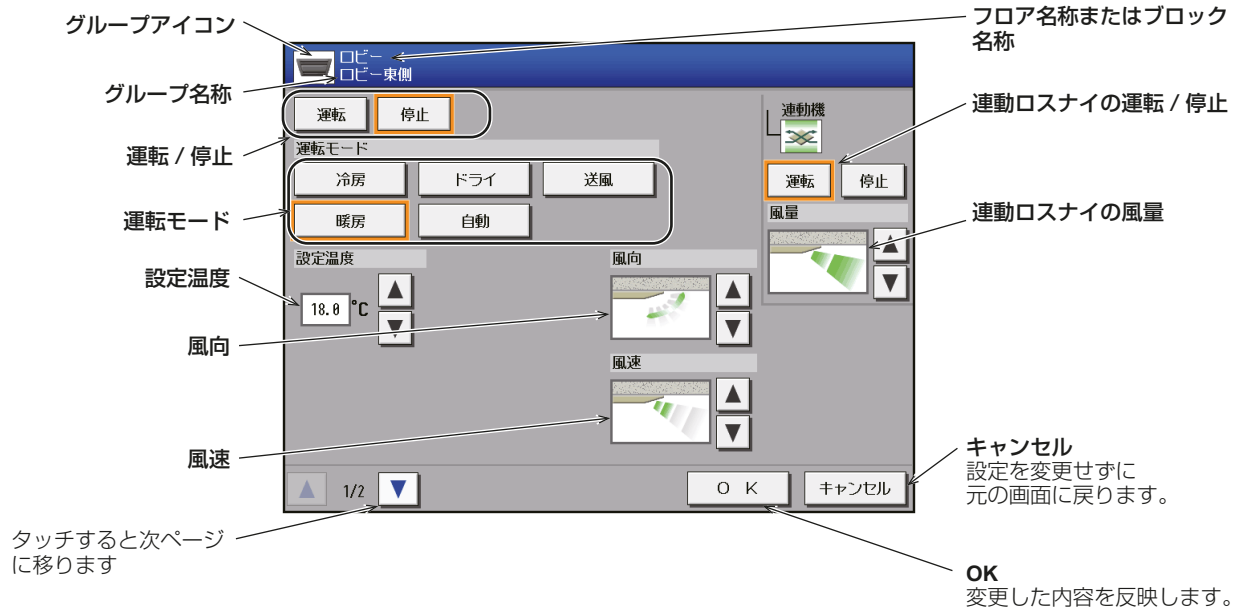 グループアイコン
フロア名称またはブロック
名称
ロビー
ロビー東側
グループ名称
運転
停止
連動機
連動ロスナイの運転 / 停止
運転 / 停止
運転モード
冷房
ドライ
送風
運転
停止
運転モード
暖房
自動
風量
連動ロスナイの風量
設定温度
設定温度
風向
18.0
°C
風向
風速
風速
1/2
O K
キャンセル
キャンセル
設定を変更せずに
元の画面に戻ります。
タッチすると次ページ
に移ります
OK
変更した内容を反映します。